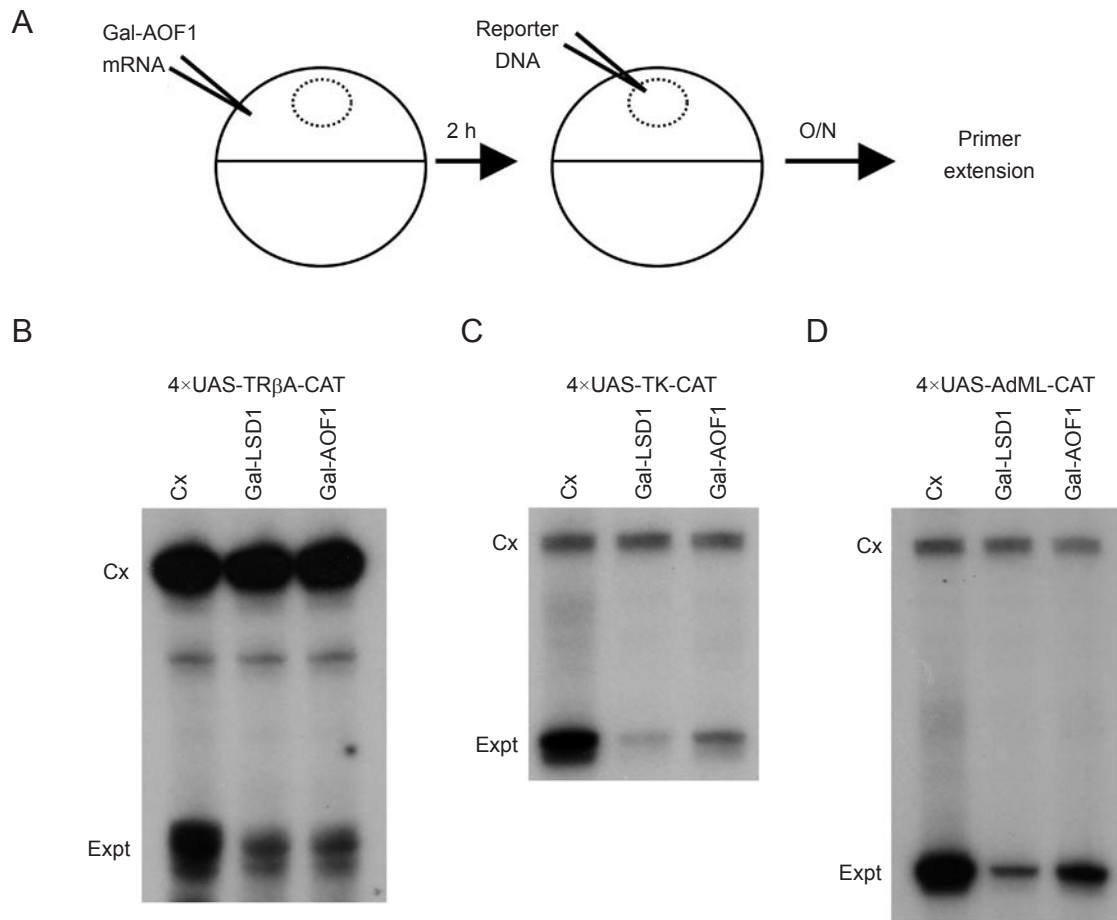 A
Gal-AOF1
mRNA
2 h
Reporter
DNA
O/N
Primer
extension
B
4×UAS-TRβA-CAT
Cx
Gal-LSD1
Gal-AOF1
Cx
Expt
C
4×UAS-TK-CAT
Cx
Gal-LSD1
Gal-AOF1
Cx
Expt
D
4×UAS-AdML-CAT
Cx
Gal-LSD1
Gal-AOF1
Cx
Expt